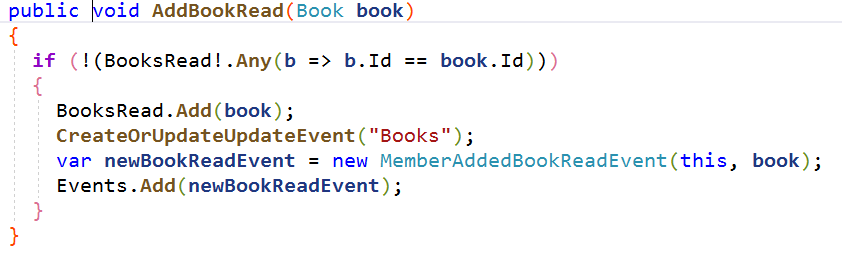 public void AddBookRead(Book book)
{
if (!(BooksRead!.Any(b => b.Id == book.Id)))
{
BooksRead.Add(book);
CreateOrUpdateUpdateEvent("Books");
var newBookReadEvent = new MemberAddedBookReadEvent(this, book);
Events.Add(newBookReadEvent);
}
}